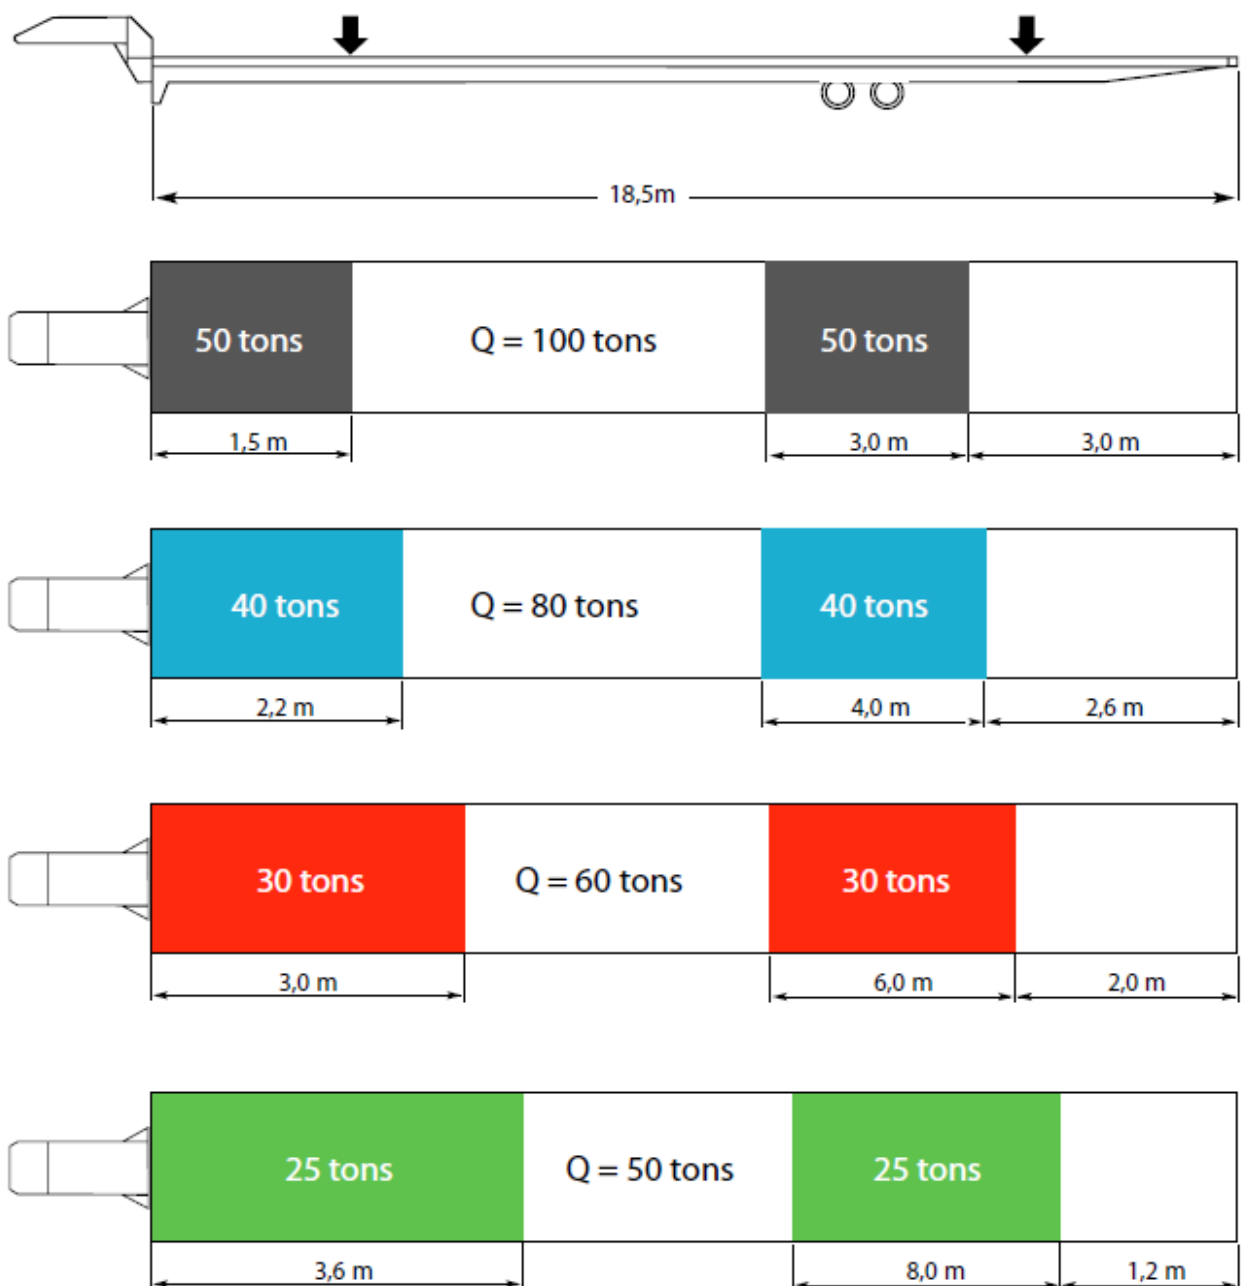 18,5m
50 tons Q = 100 tons 50 tons
1,5 m 3,0 m 3,0 m
40 tons Q = 80 tons 40 tons
2,2 m 4,0 m 2,6 m
30 tons Q = 60 tons 30 tons
3,0 m 6,0 m 2,0 m
25 tons Q = 50 tons 25 tons
3,6 m 8,0 m 1,2 m